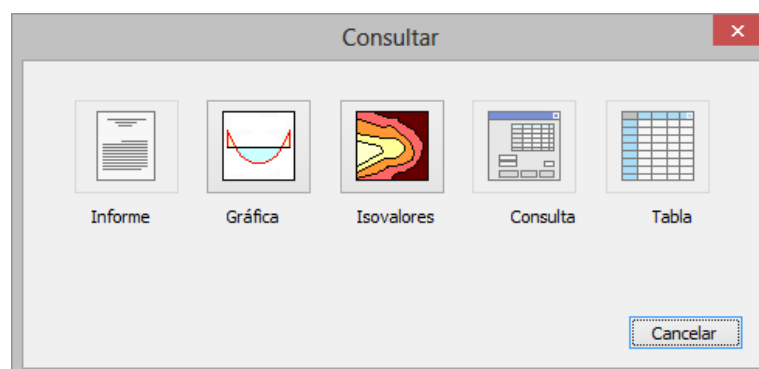 Consultar
Informe
Gráfica
Isovalores
Consulta
Tabla
Cancelar